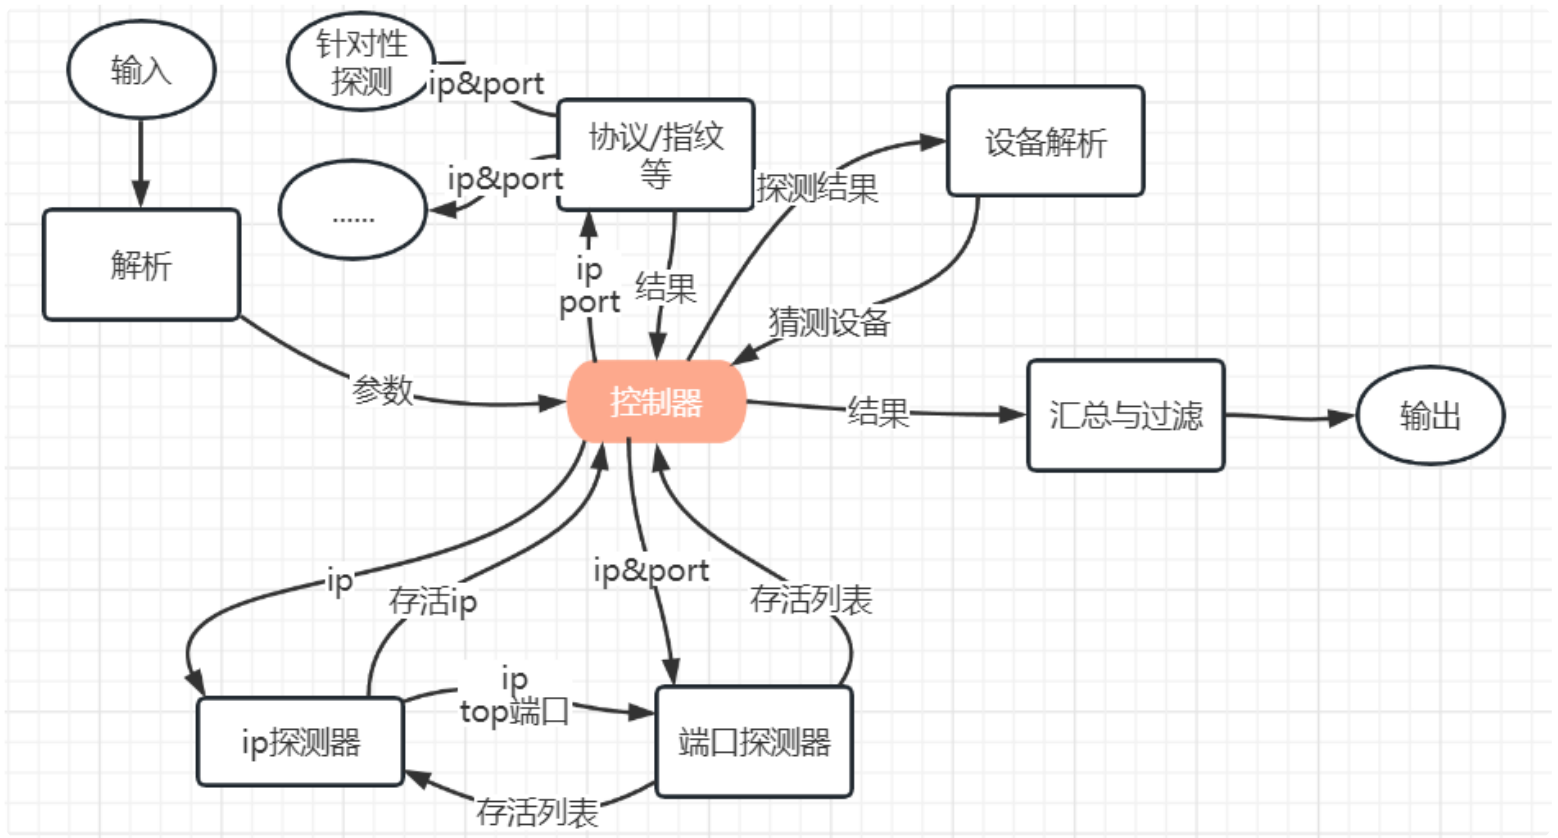 输入
针对性
探测
ip&port
协议/指纹
等
设备解析
ip&port
探测结果
......
解析
ip
port
结果
猜测设备
参数
控制器
结果
汇总与过滤
输出
ip
存活ip
ip&port
存活列表
ip
top端口
ip探测器
端口探测器
存活列表